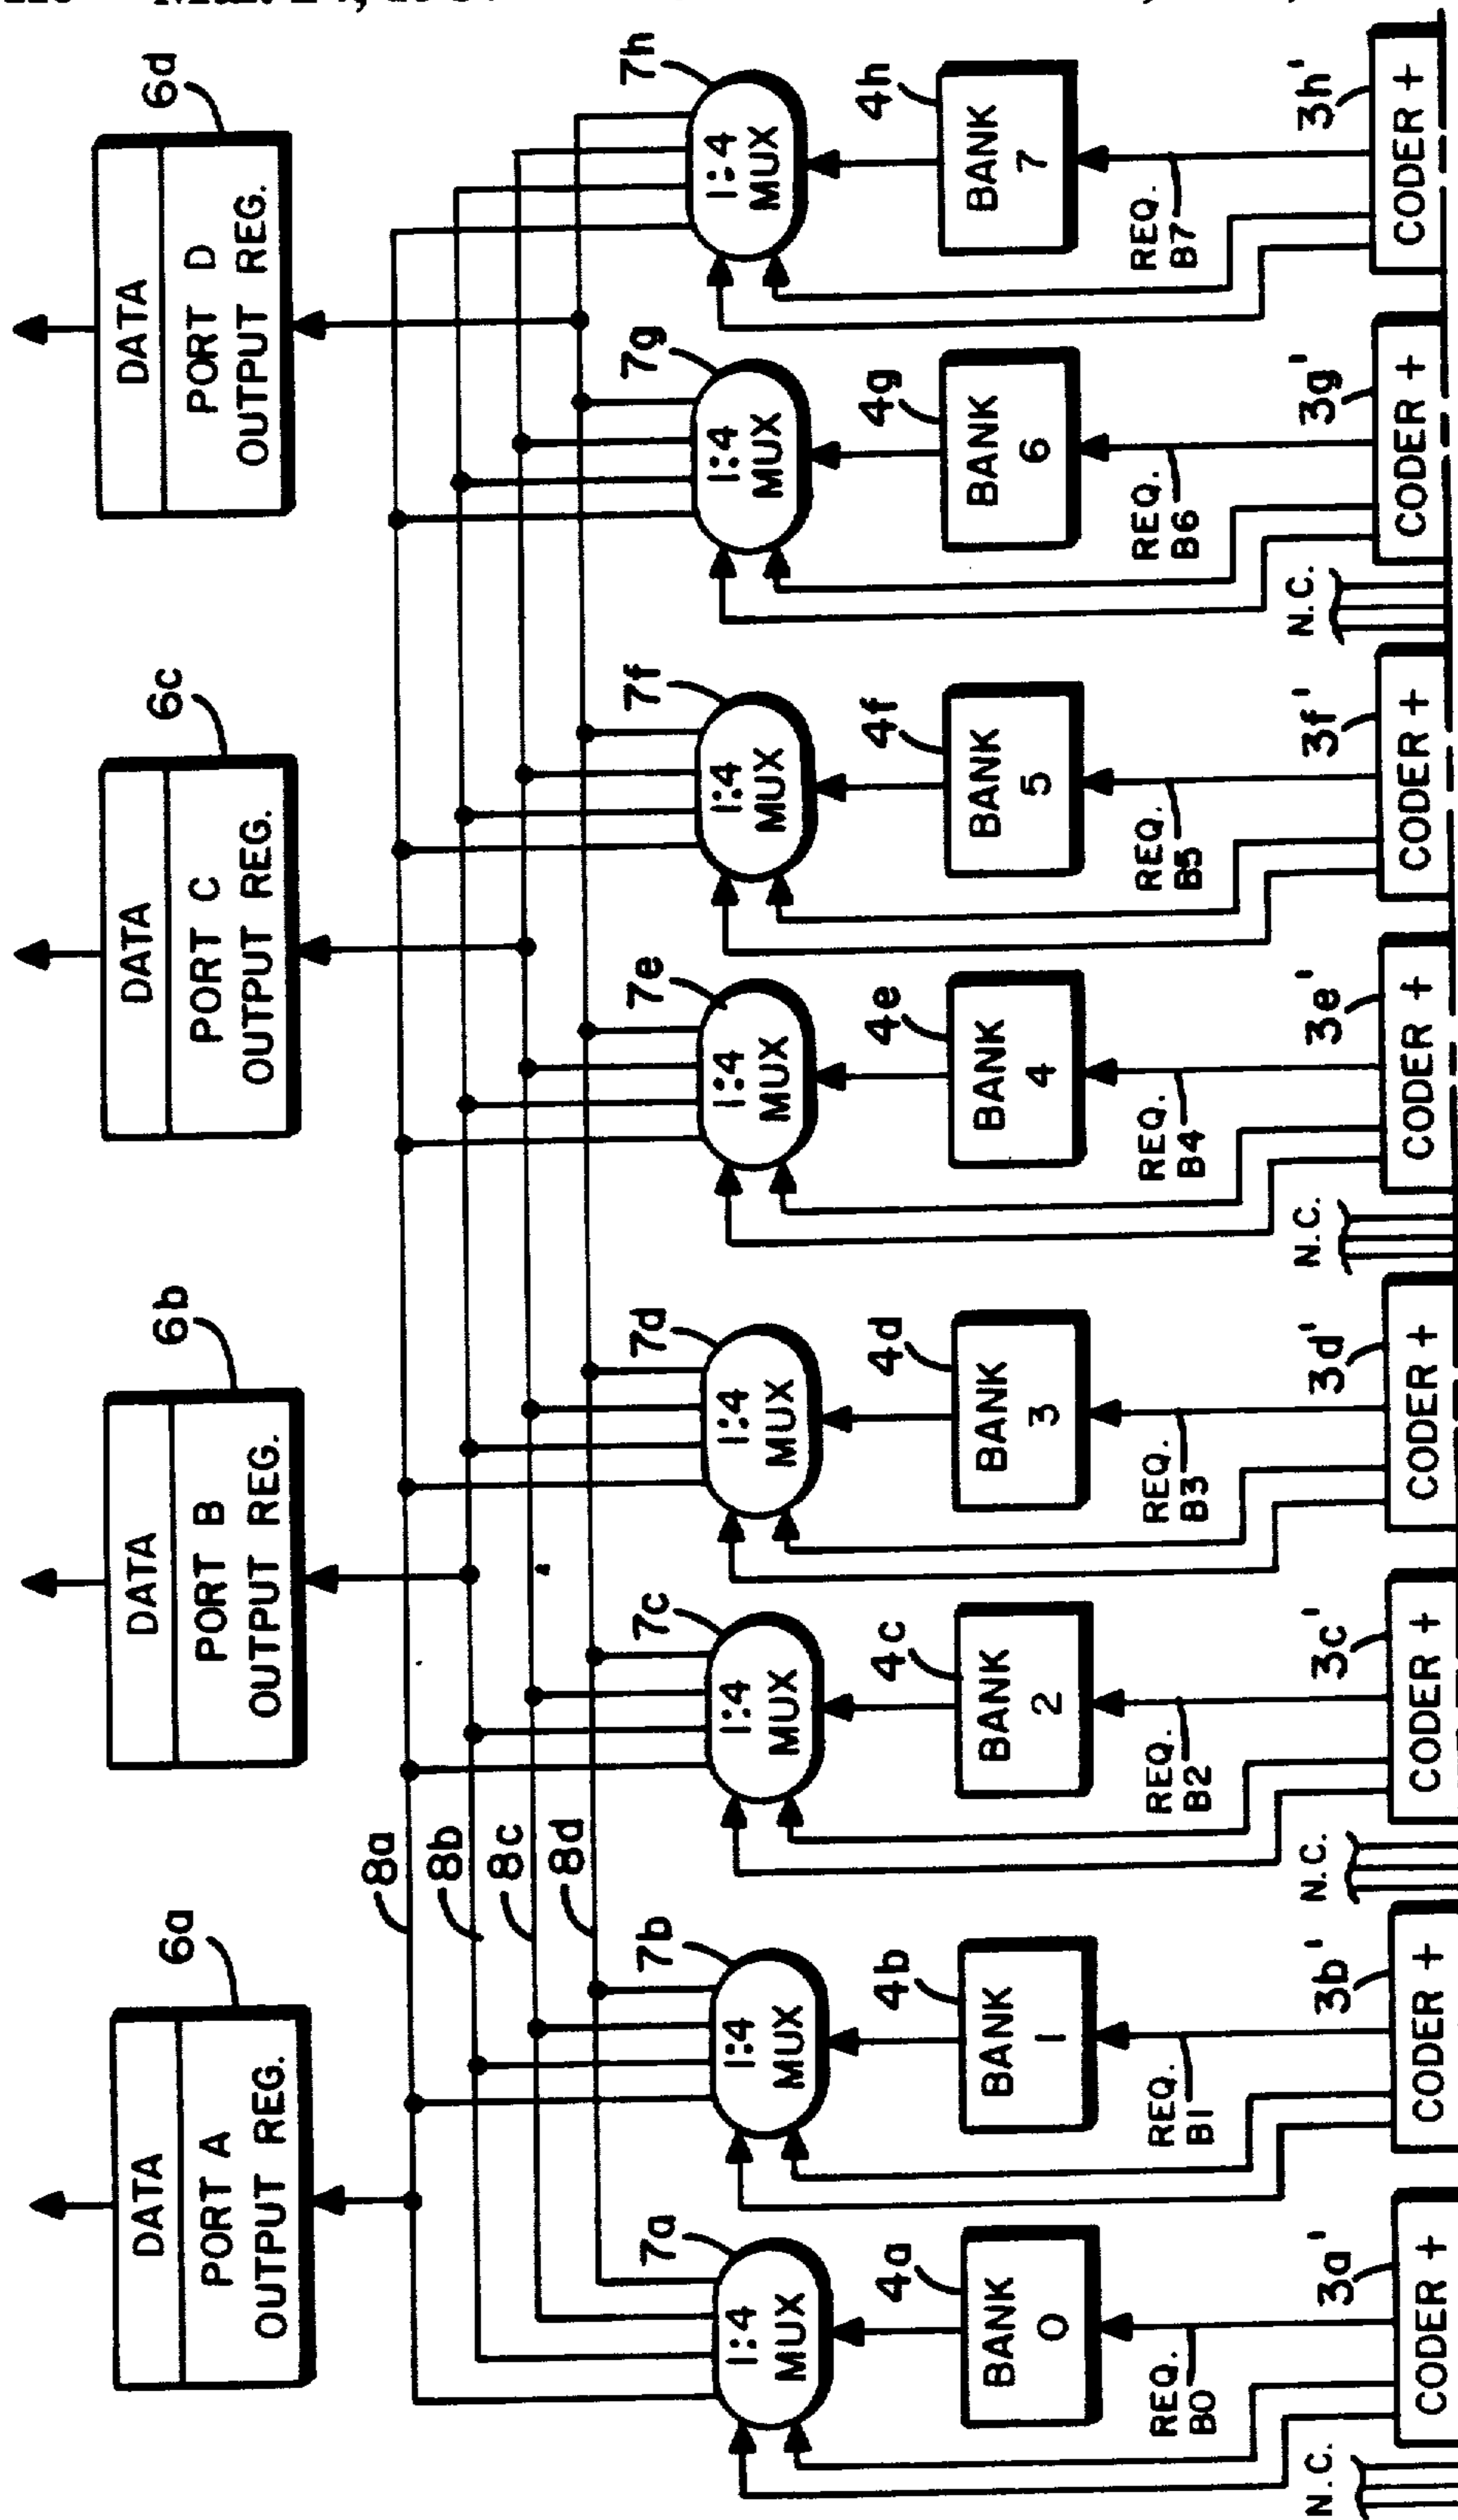 6a
DATA
PORT A
OUTPUT REG.
6b
DATA
PORT B
OUTPUT REG.
6c
DATA
PORT C
OUTPUT REG.
6d
DATA
PORT D
OUTPUT REG.
8a
8b
8c
8d
7a
1:4
MUX
7b
1:4
MUX
7c
1:4
MUX
7d
1:4
MUX
7e
1:4
MUX
7f
1:4
MUX
7g
1:4
MUX
7h
1:4
MUX
4a
BANK
0
4b
BANK
1
4c
BANK
2
4d
BANK
3
4e
BANK
4
4f
BANK
5
4g
BANK
6
4h
BANK
7
REQ.
B0
REQ.
B1
REQ.
B2
REQ.
B3
REQ.
B4
REQ.
B5
REQ.
B6
REQ.
B7
N.C.
3a'
CODER +
3b'
CODER +
N.C.
3c'
CODER +
3d'
CODER +
N.C.
3e'
CODER +
3f'
CODER +
N.C.
3g'
CODER +
3h'
CODER +